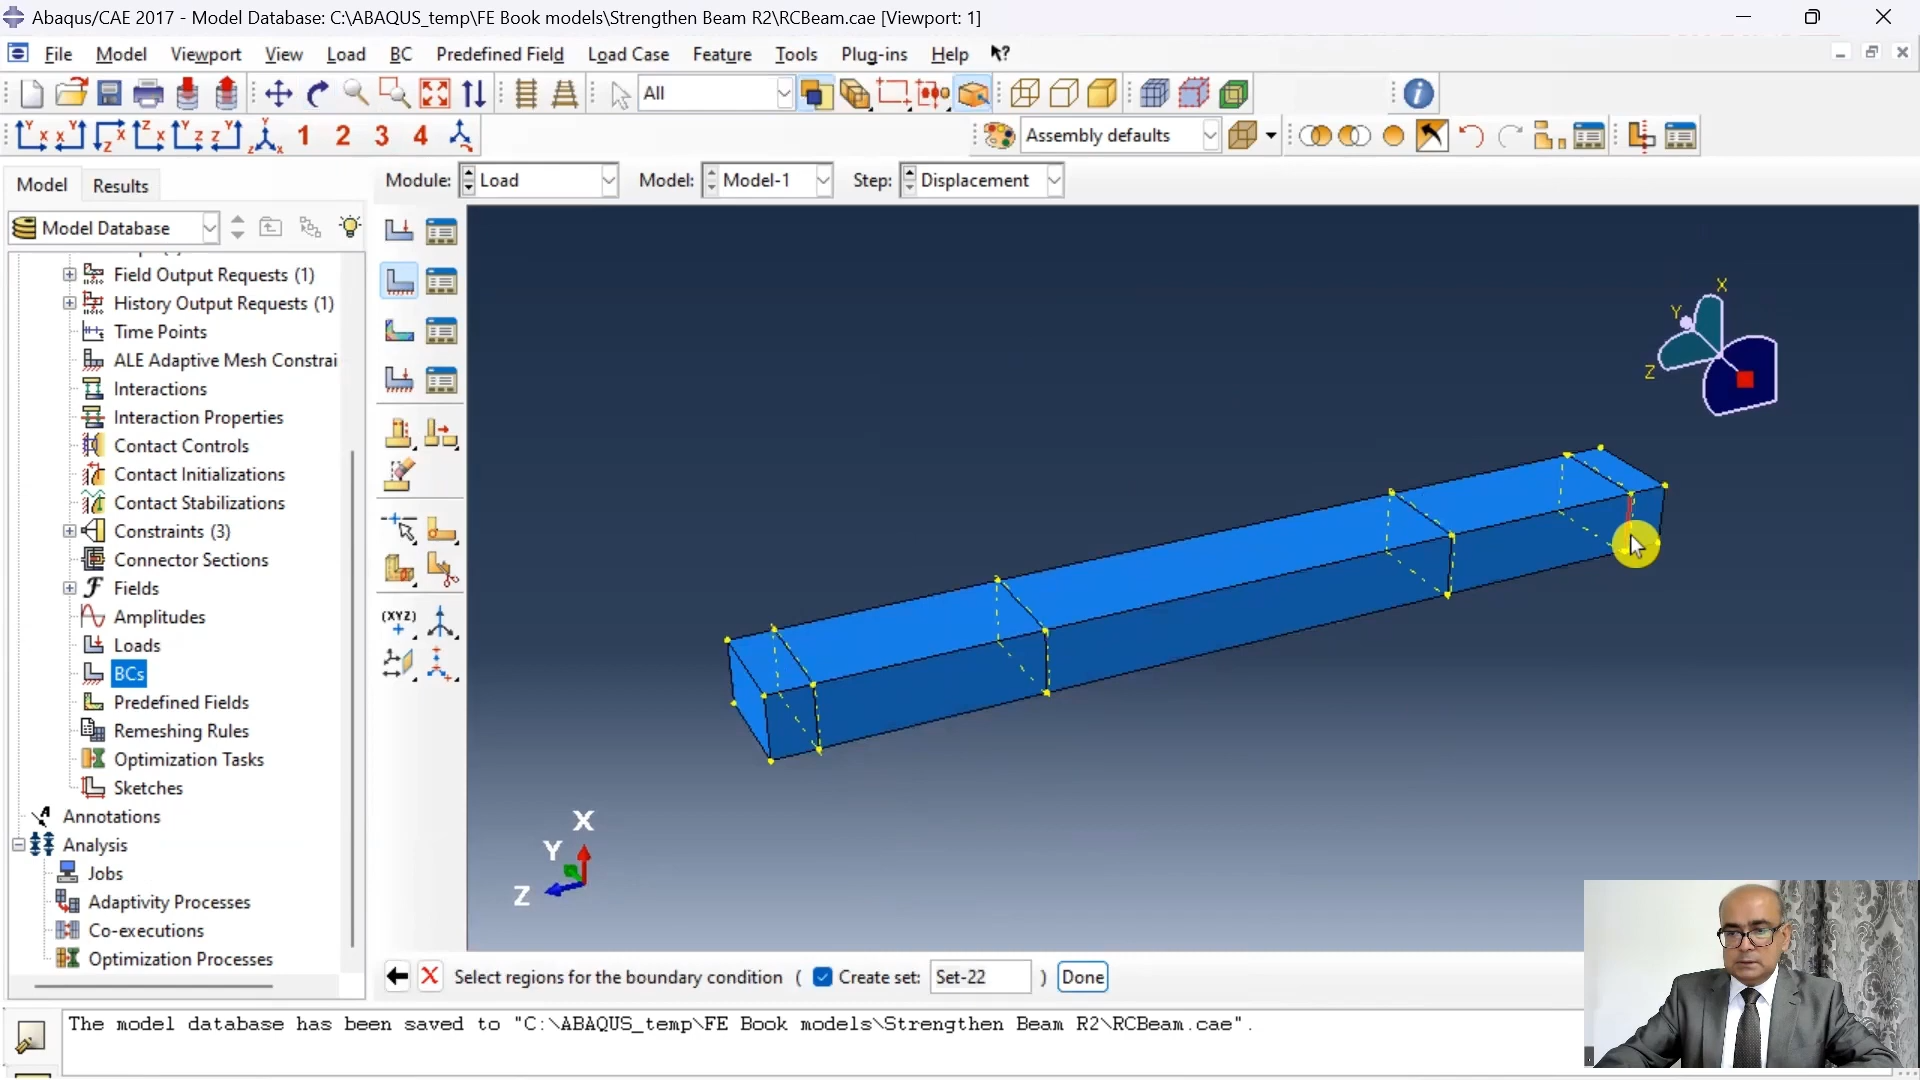 Abaqus/CAE 2017 - Model Database: C:\ABAQUS_temp\FE Book models\Strengthen Beam R2\RCBeam.cae [Viewport: 1]
File Model Viewport View Load BC Predefined Field Load Case Feature Tools Plug-ins Help
All
1 2 3 4
Assembly defaults
Model Results
Module: Load Model: Model-1 Step: Displacement
Model Database
Field Output Requests (1)
History Output Requests (1)
Time Points
ALE Adaptive Mesh Constrai
Interactions
Interaction Properties
Contact Controls
Contact Initializations
Contact Stabilizations
Constraints (3)
Connector Sections
Fields
Amplitudes
Loads
BCs
Predefined Fields
Remeshing Rules
Optimization Tasks
Sketches
Annotations
Analysis
Jobs
Adaptivity Processes
Co-executions
Optimization Processes
(XYZ)
X
Y
Z
X
Y
Z
Select regions for the boundary condition ( Create set: Set-22 ) Done
The model database has been saved to "C:\ABAQUS_temp\FE Book models\Strengthen Beam R2\RCBeam.cae".